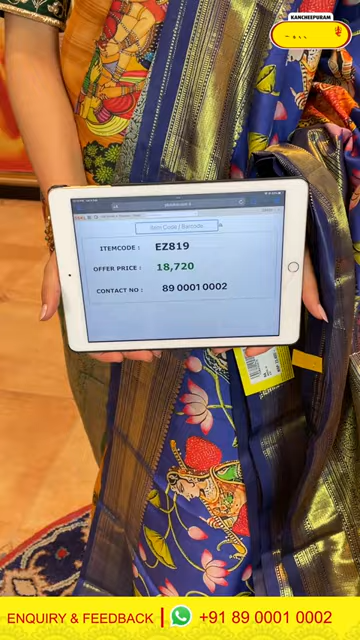 KANCHEEPURAM
Item Code / Barcode
ITEMCODE : EZ819
OFFER PRICE : 18,720
CONTACT NO : 89 0001 0002
ENQUIRY & FEEDBACK | +91 89 0001 0002